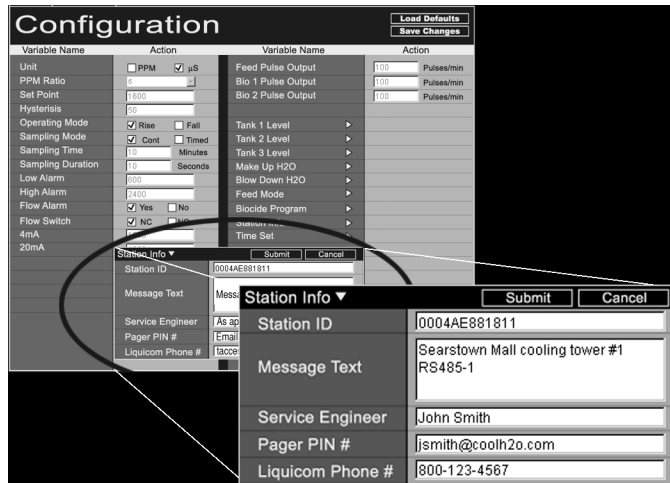 Configuration
Load Defaults
Save Changes
Variable Name Action Variable Name Action
Unit PPM µS Feed Pulse Output 100 Pulses/min
PPM Ratio Bio 1 Pulse Output 100 Pulses/min
Set Point 1600 Bio 2 Pulse Output 100 Pulses/min
Hysterisis 50
Operating Mode Rise Fall Tank 1 Level
Sampling Mode Cont Timed Tank 2 Level
Sampling Time 10 Minutes Tank 3 Level
Sampling Duration 10 Seconds Make Up H2O
Low Alarm 600 Blow Down H2O
High Alarm 2400 Feed Mode
Flow Alarm Yes No Biocide Program
Flow Switch NC NO Station Info
4mA Time Set
20mA
Station Info Submit Cancel
Station ID 0004AE881811
Message Text
Service Engineer As ap
Pager PIN # Email
Liquicom Phone #
Station Info Submit Cancel
Station ID 0004AE881811
Message Text Searstown Mall cooling tower #1
RS485-1
Service Engineer John Smith
Pager PIN # jsmith@coolh2o.com
Liquicom Phone # 800-123-4567